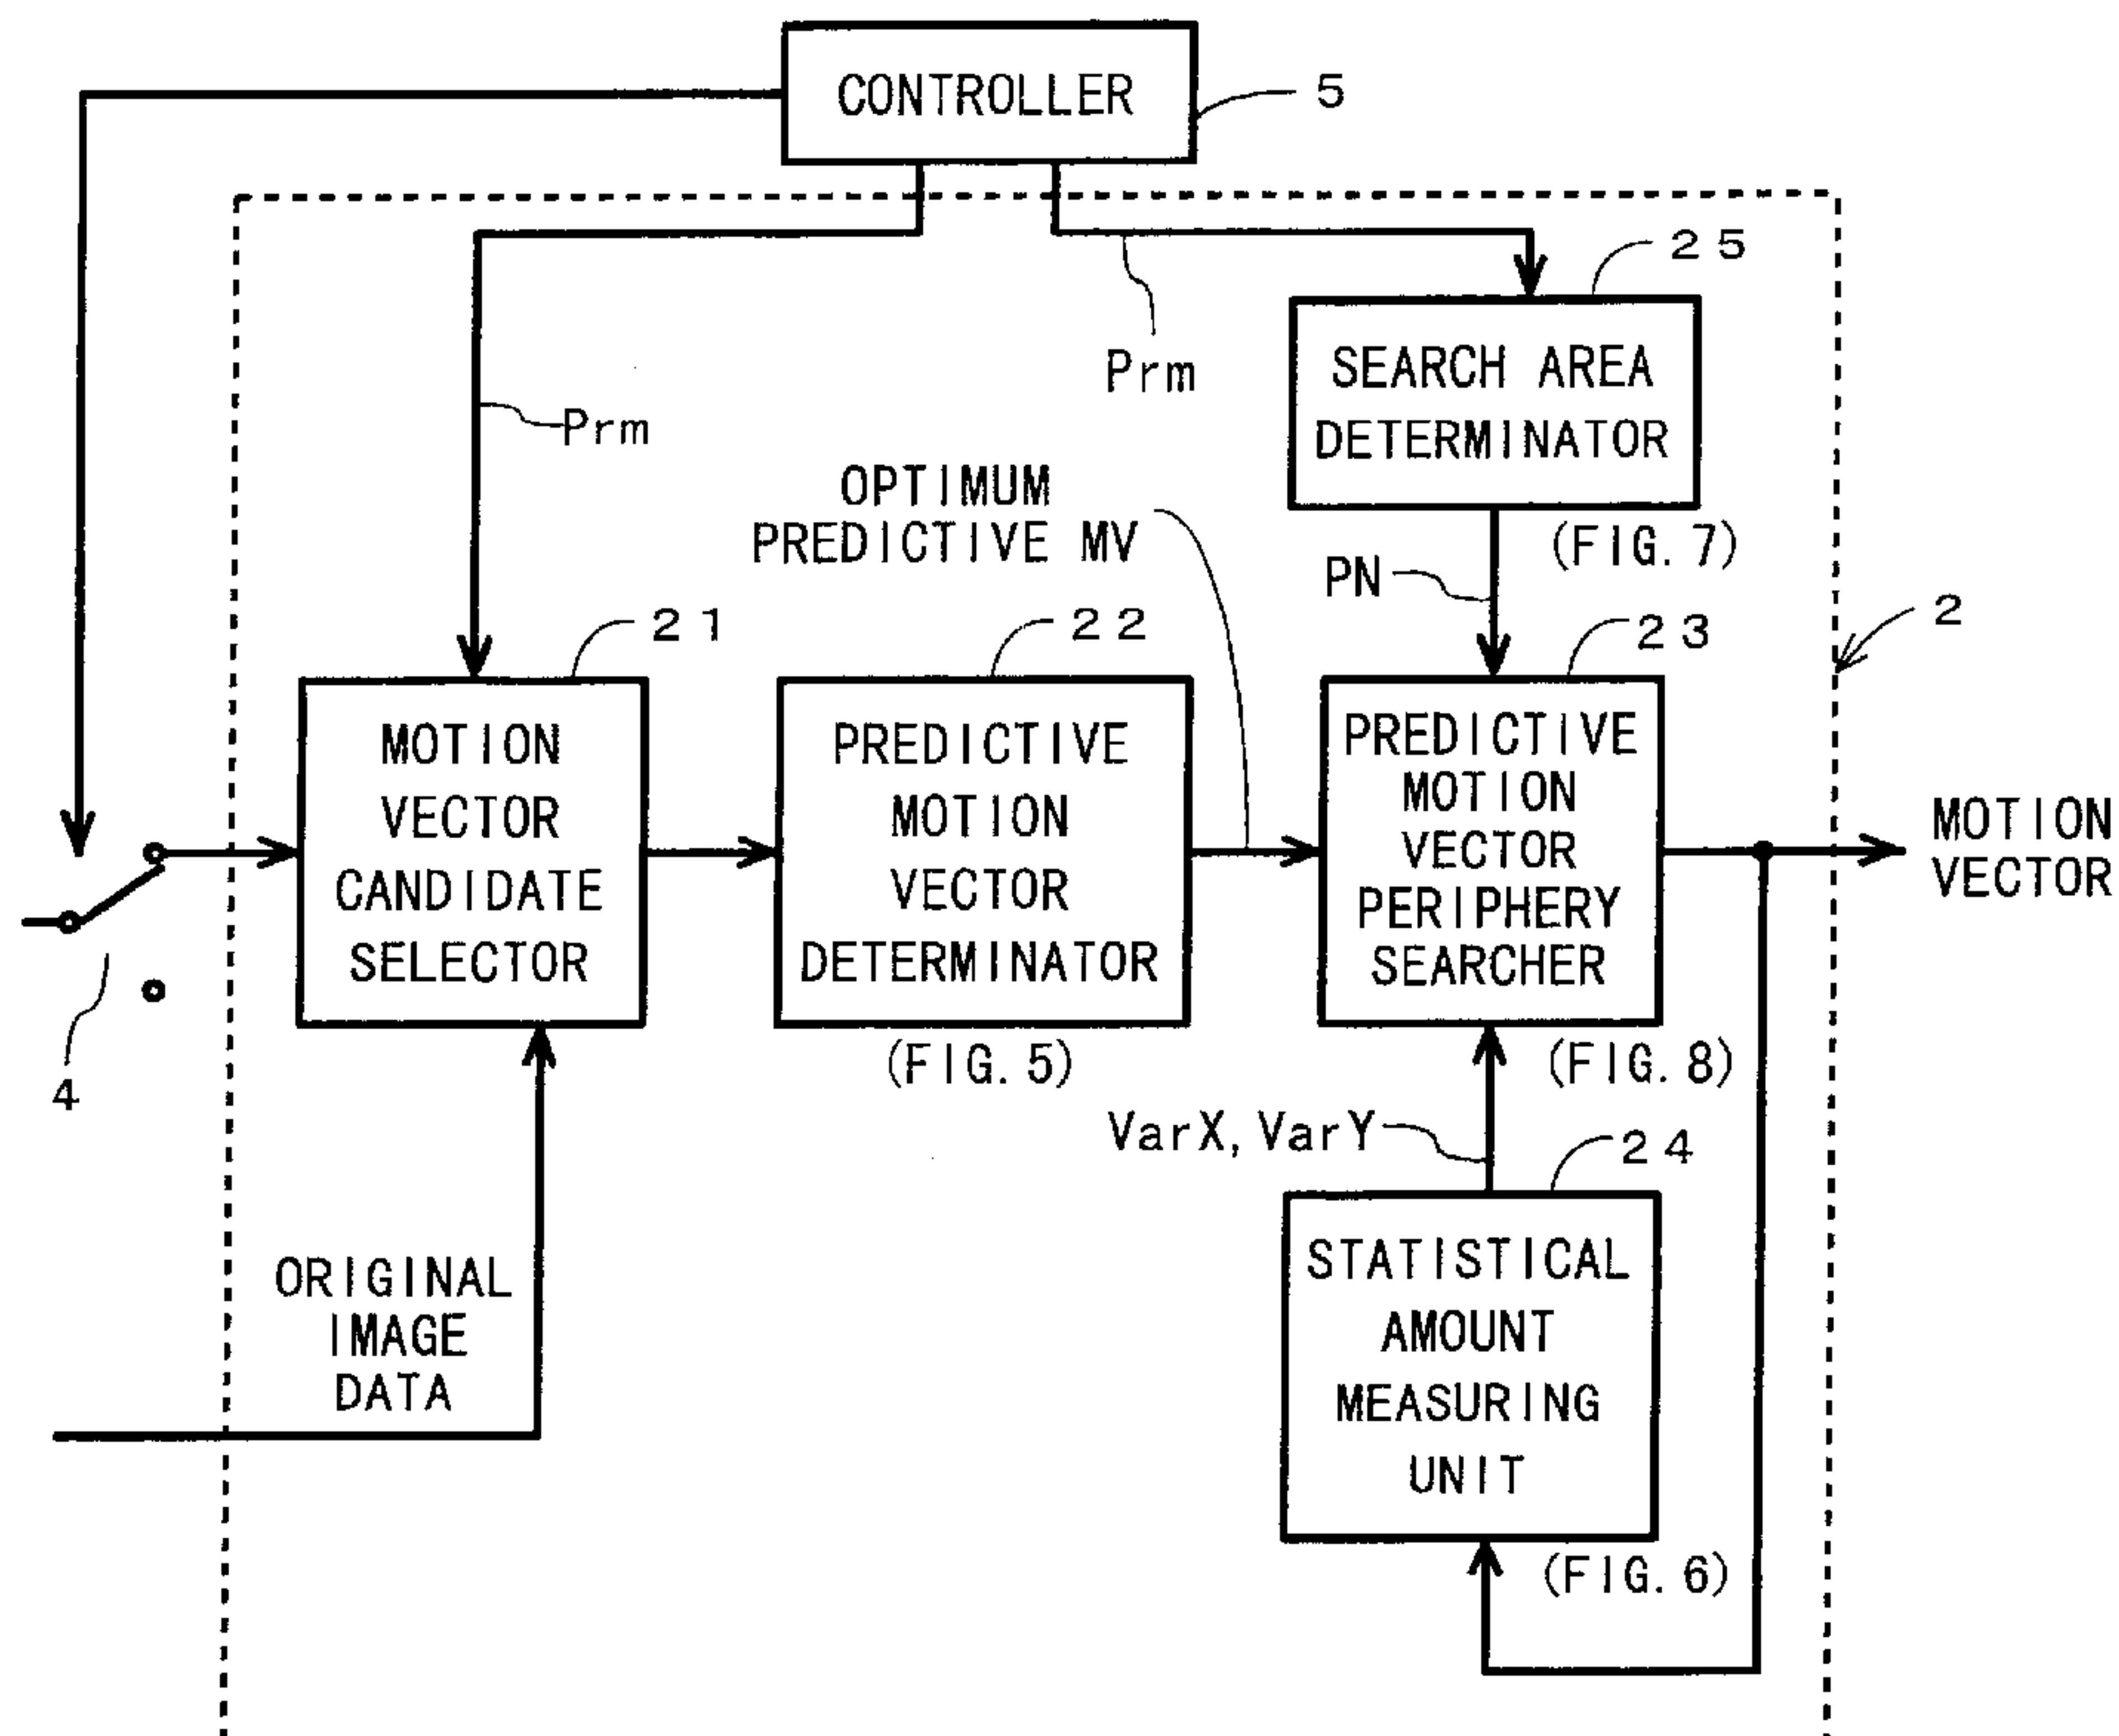 CONTROLLER
5
25
Prm
Prm
SEARCH AREA
DETERMINATOR
(FIG. 7)
OPTIMUM
PREDICTIVE MV
PN
21
22
23
2
MOTION
VECTOR
CANDIDATE
SELECTOR
PREDICTIVE
MOTION
VECTOR
DETERMINATOR
(FIG. 5)
PREDICTIVE
MOTION
VECTOR
PERIPHERY
SEARCHER
(FIG. 8)
MOTION
VECTOR
4
VarX, VarY
24
ORIGINAL
IMAGE
DATA
STATISTICAL
AMOUNT
MEASURING
UNIT
(FIG. 6)